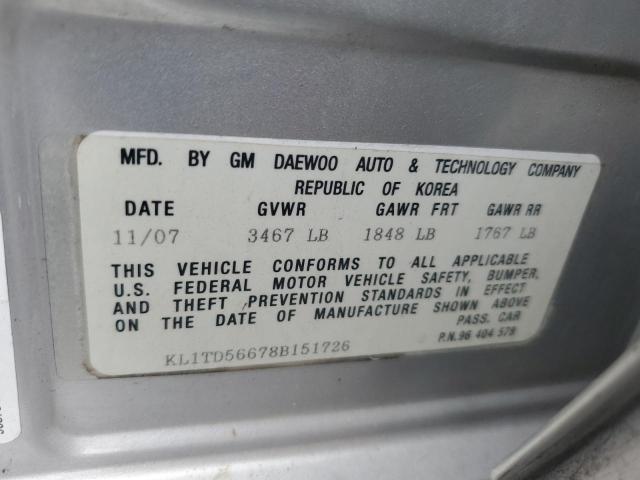 MFD. BY GM DAEWOO AUTO & TECHNOLOGY COMPANY
REPUBLIC OF KOREA
DATE GVWR GAWR FRT GAWR RR
11/07 3467 LB 1848 LB 1767 LB
THIS VEHICLE CONFORMS TO ALL APPLICABLE
U.S. FEDERAL MOTOR VEHICLE SAFETY, BUMPER,
AND THEFT PREVENTION STANDARDS IN EFFECT
ON THE DATE OF MANUFACTURE SHOWN ABOVE
PASS. CAR
KL1TD56678B151726
P.N.96 404 578